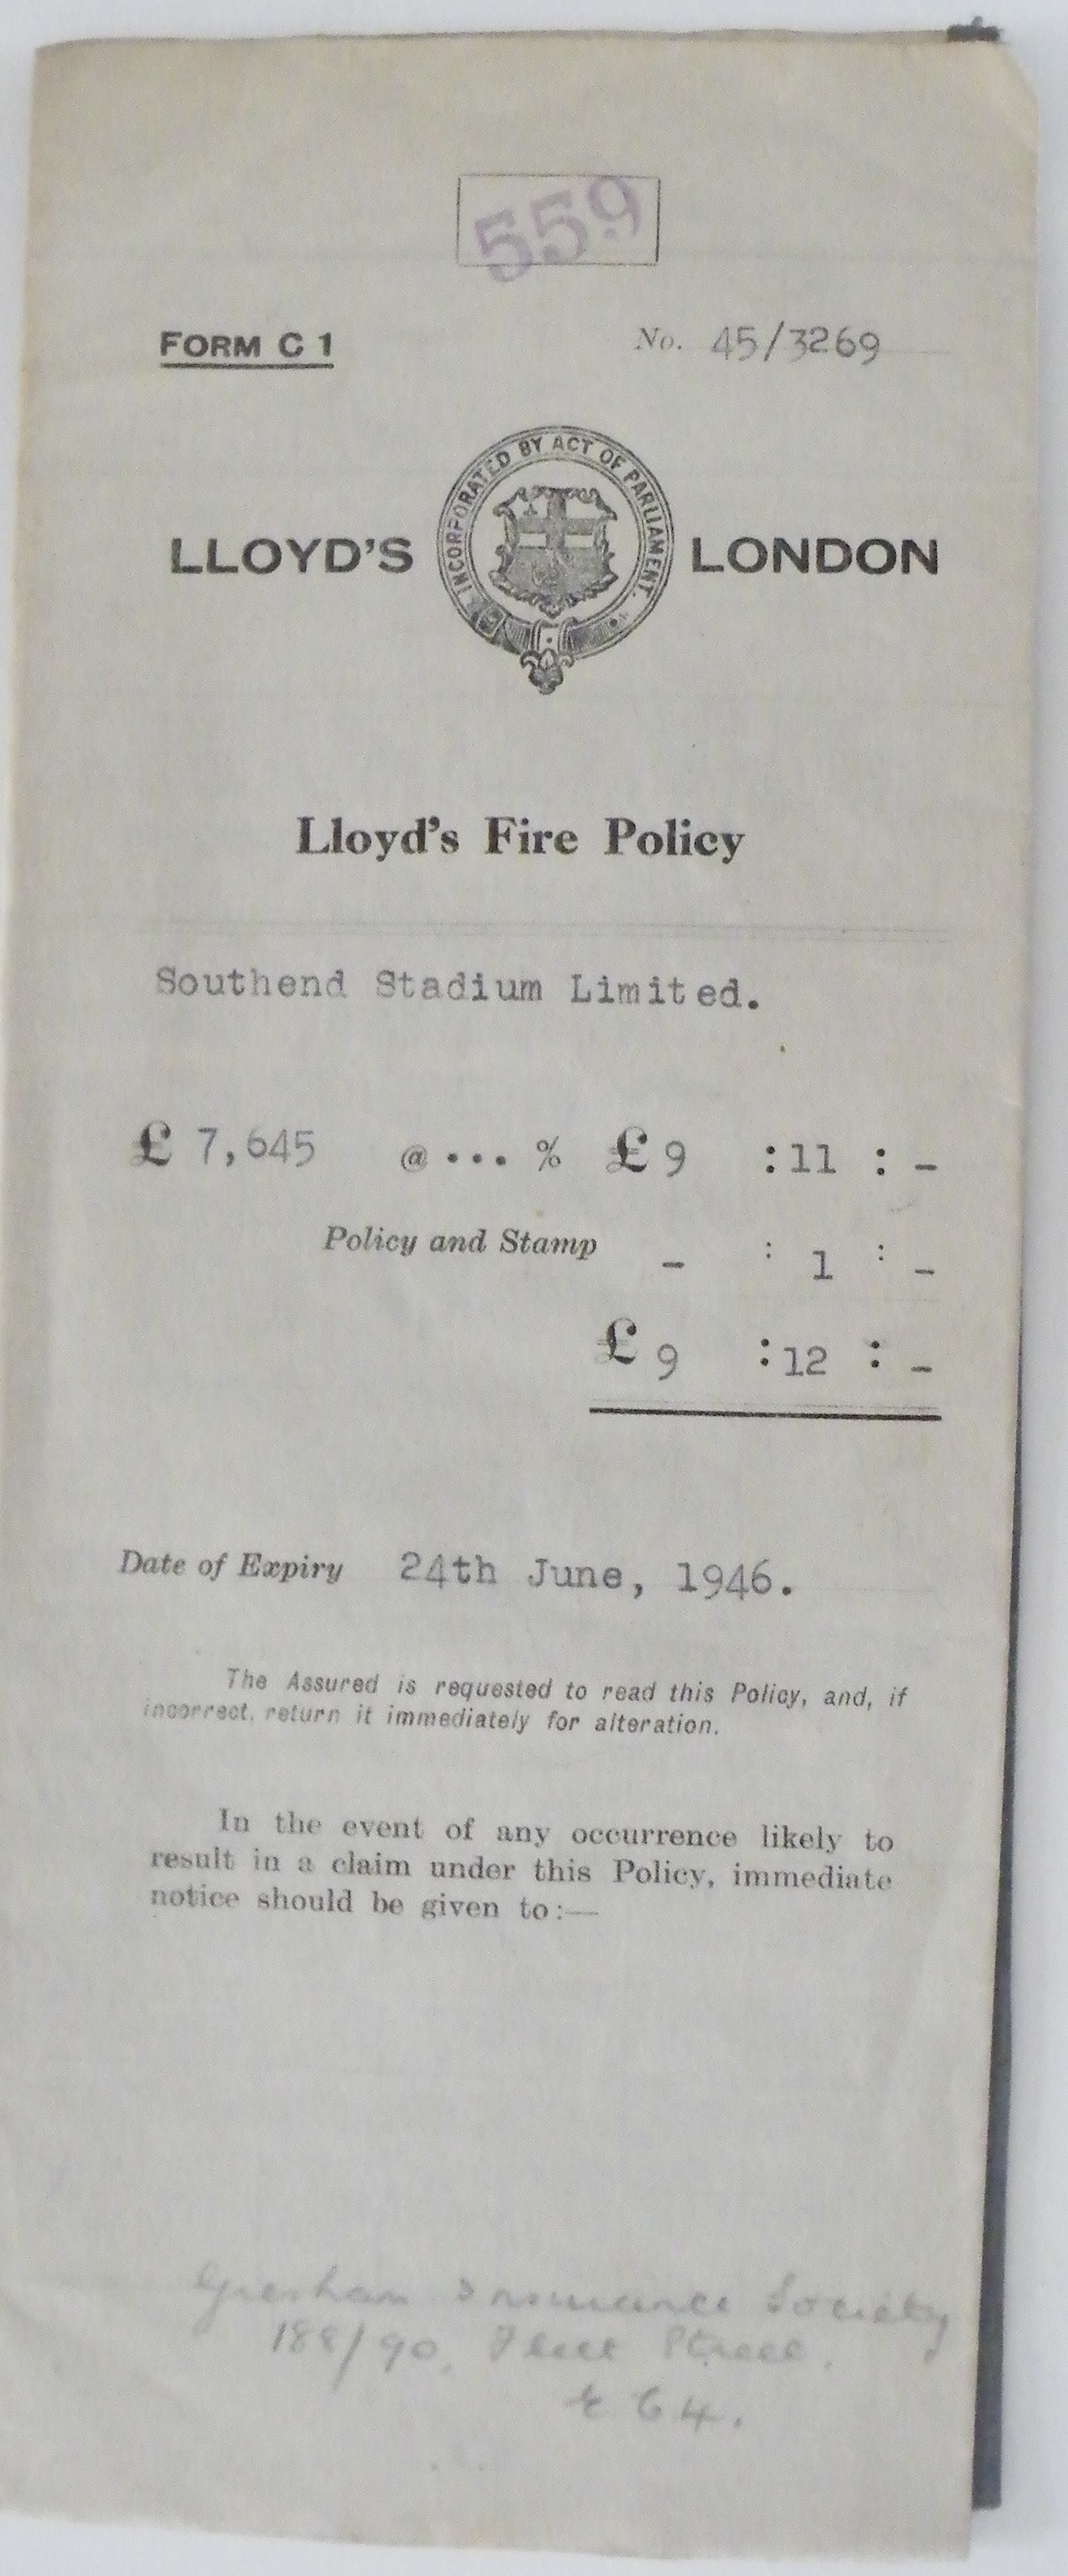 559
FORM C 1 No. 45/3269
LLOYD'S INCORPORATED BY ACT OF PARLIAMENT. LONDON
Lloyd's Fire Policy
Southend Stadium Limited.
£ 7,645 @ ... % £ 9 : 11 : -
Policy and Stamp - : 1 : -
£ 9 : 12 : -
Date of Expiry 24th June, 1946.
The Assured is requested to read this Policy, and, if
incorrect, return it immediately for alteration.
In the event of any occurrence likely to
result in a claim under this Policy, immediate
notice should be given to:—
Gresham Insurance Society
188/90, Fleet Street.
E C 4.